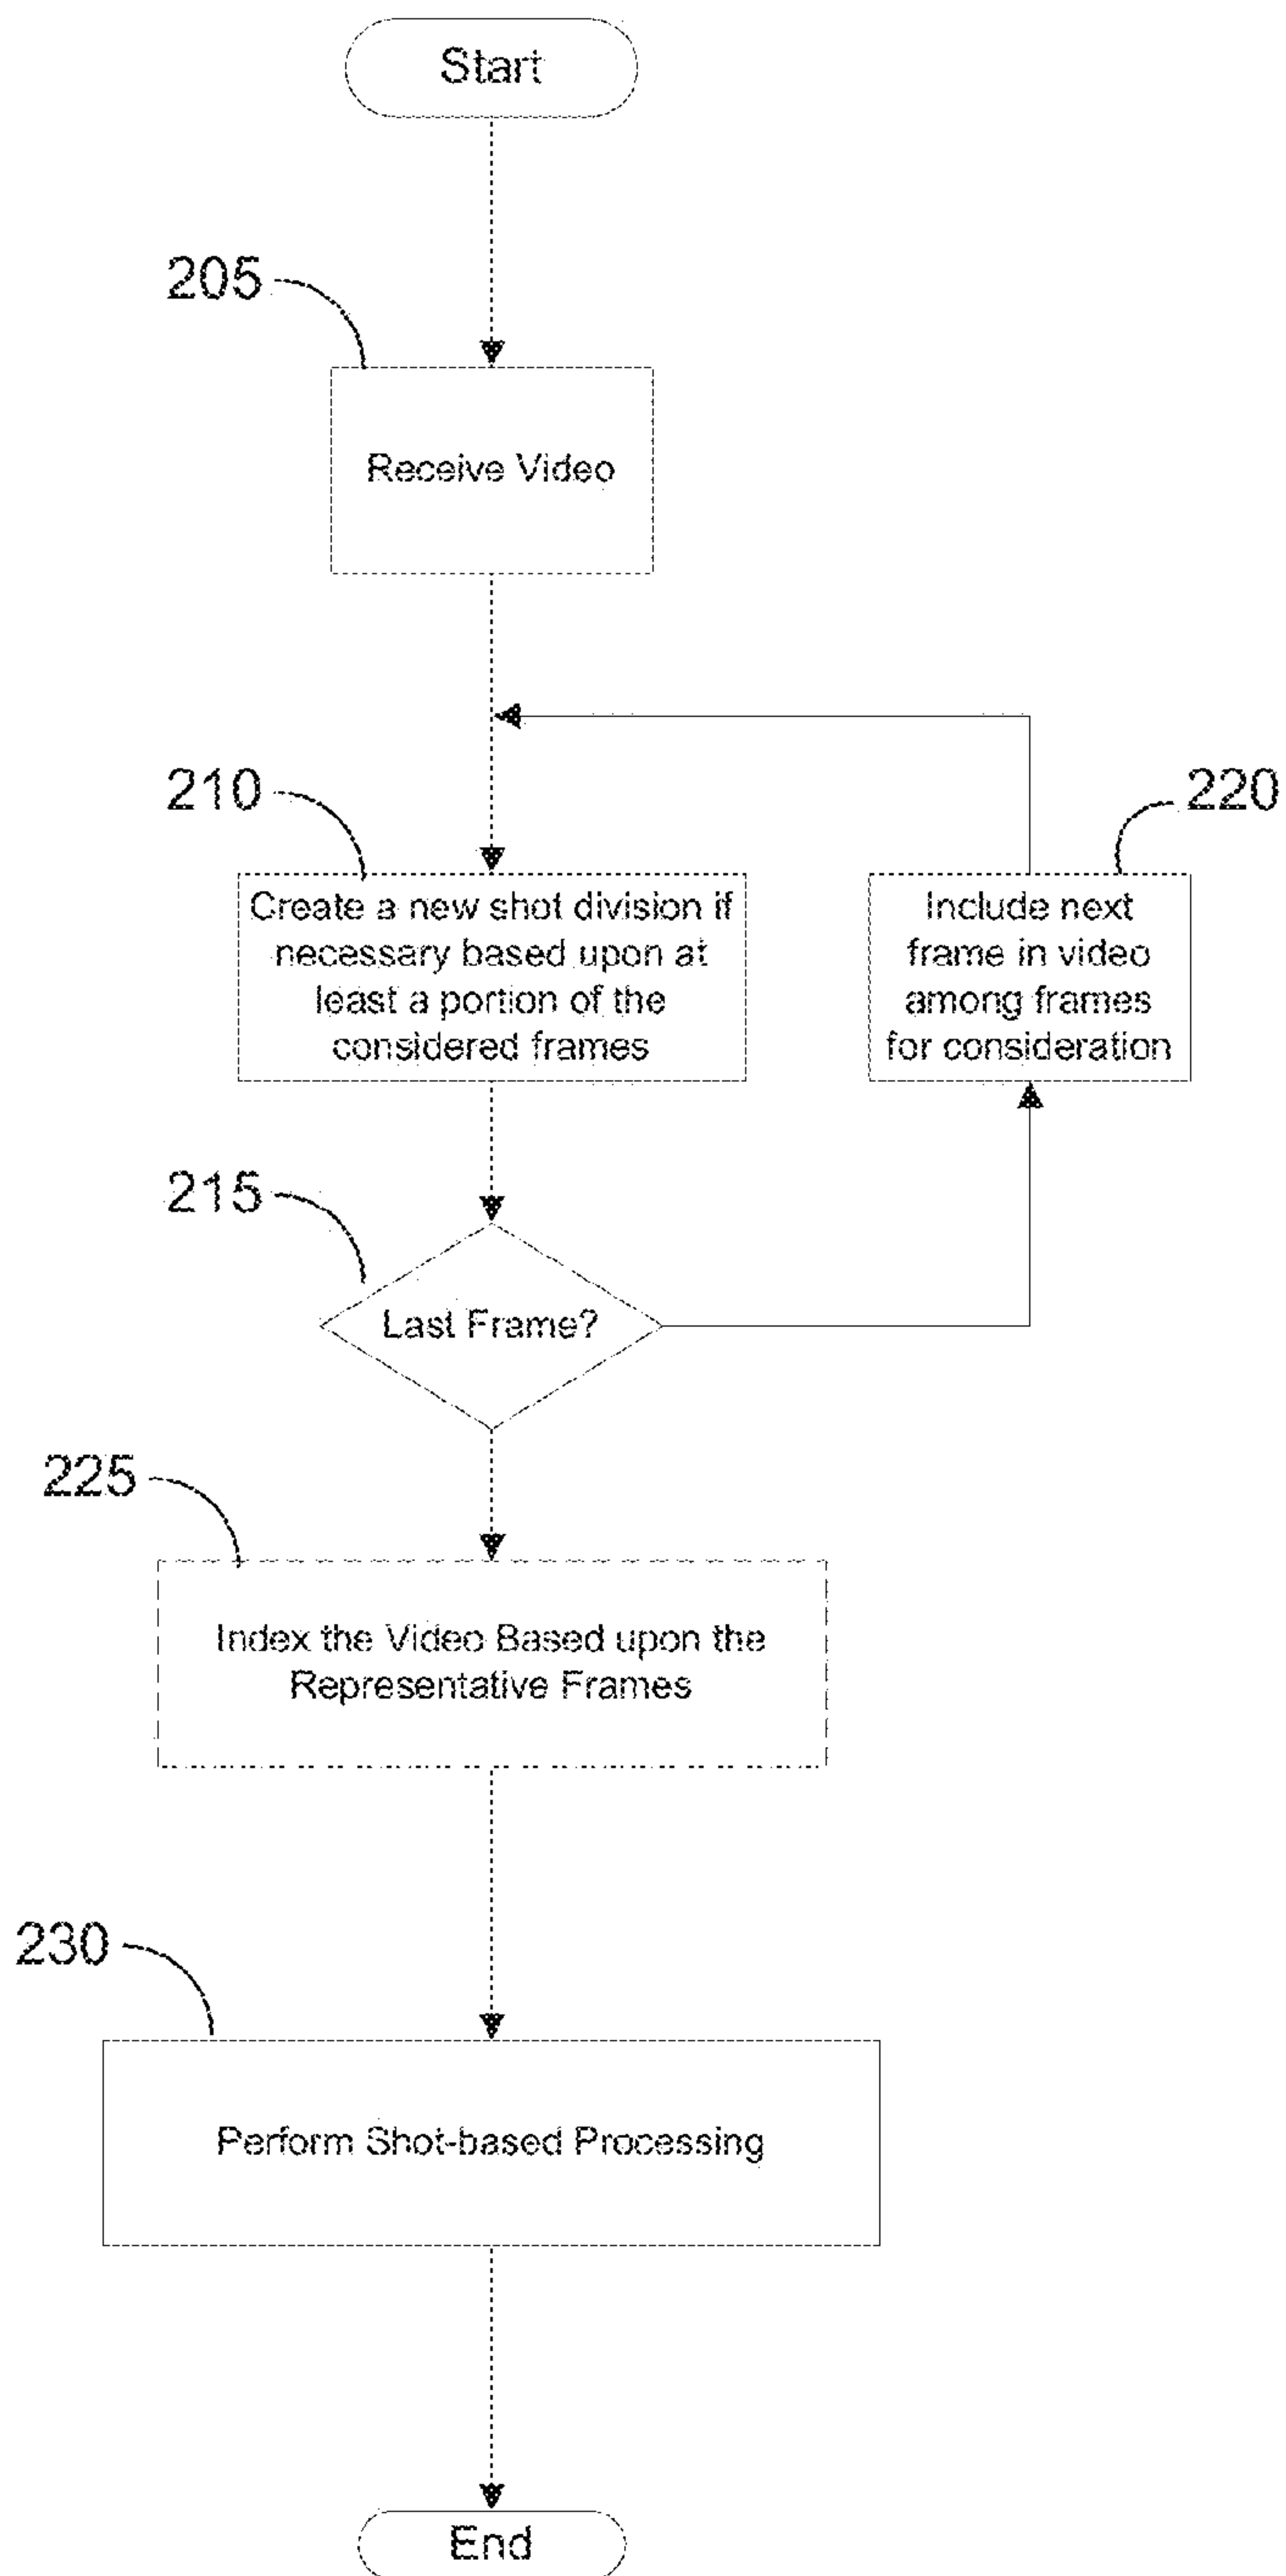 Start
205
Receive Video
210
220
Create a new shot division if
necessary based upon at
least a portion of the
considered frames
Include next
frame in video
among frames
for consideration
215
Last Frame?
225
Index the Video Based upon the
Representative Frames
230
Perform Shot-based Processing
End